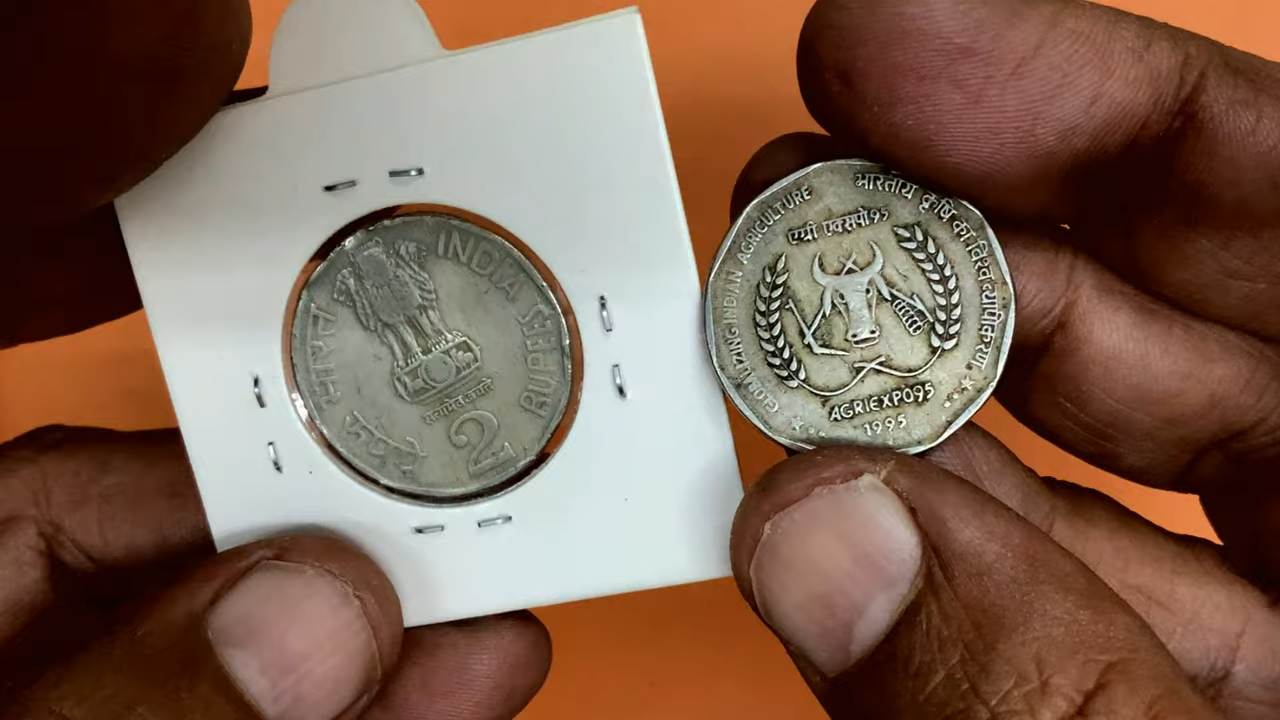 भारत
INDIA
रुपये
RUPEES
सत्यमेव जयते
2
GLOBALIZING INDIAN AGRICULTURE
भारतीय कृषि का विश्वव्यापीकरण
एग्री एक्सपो 95
AGRIEXPO95
1995